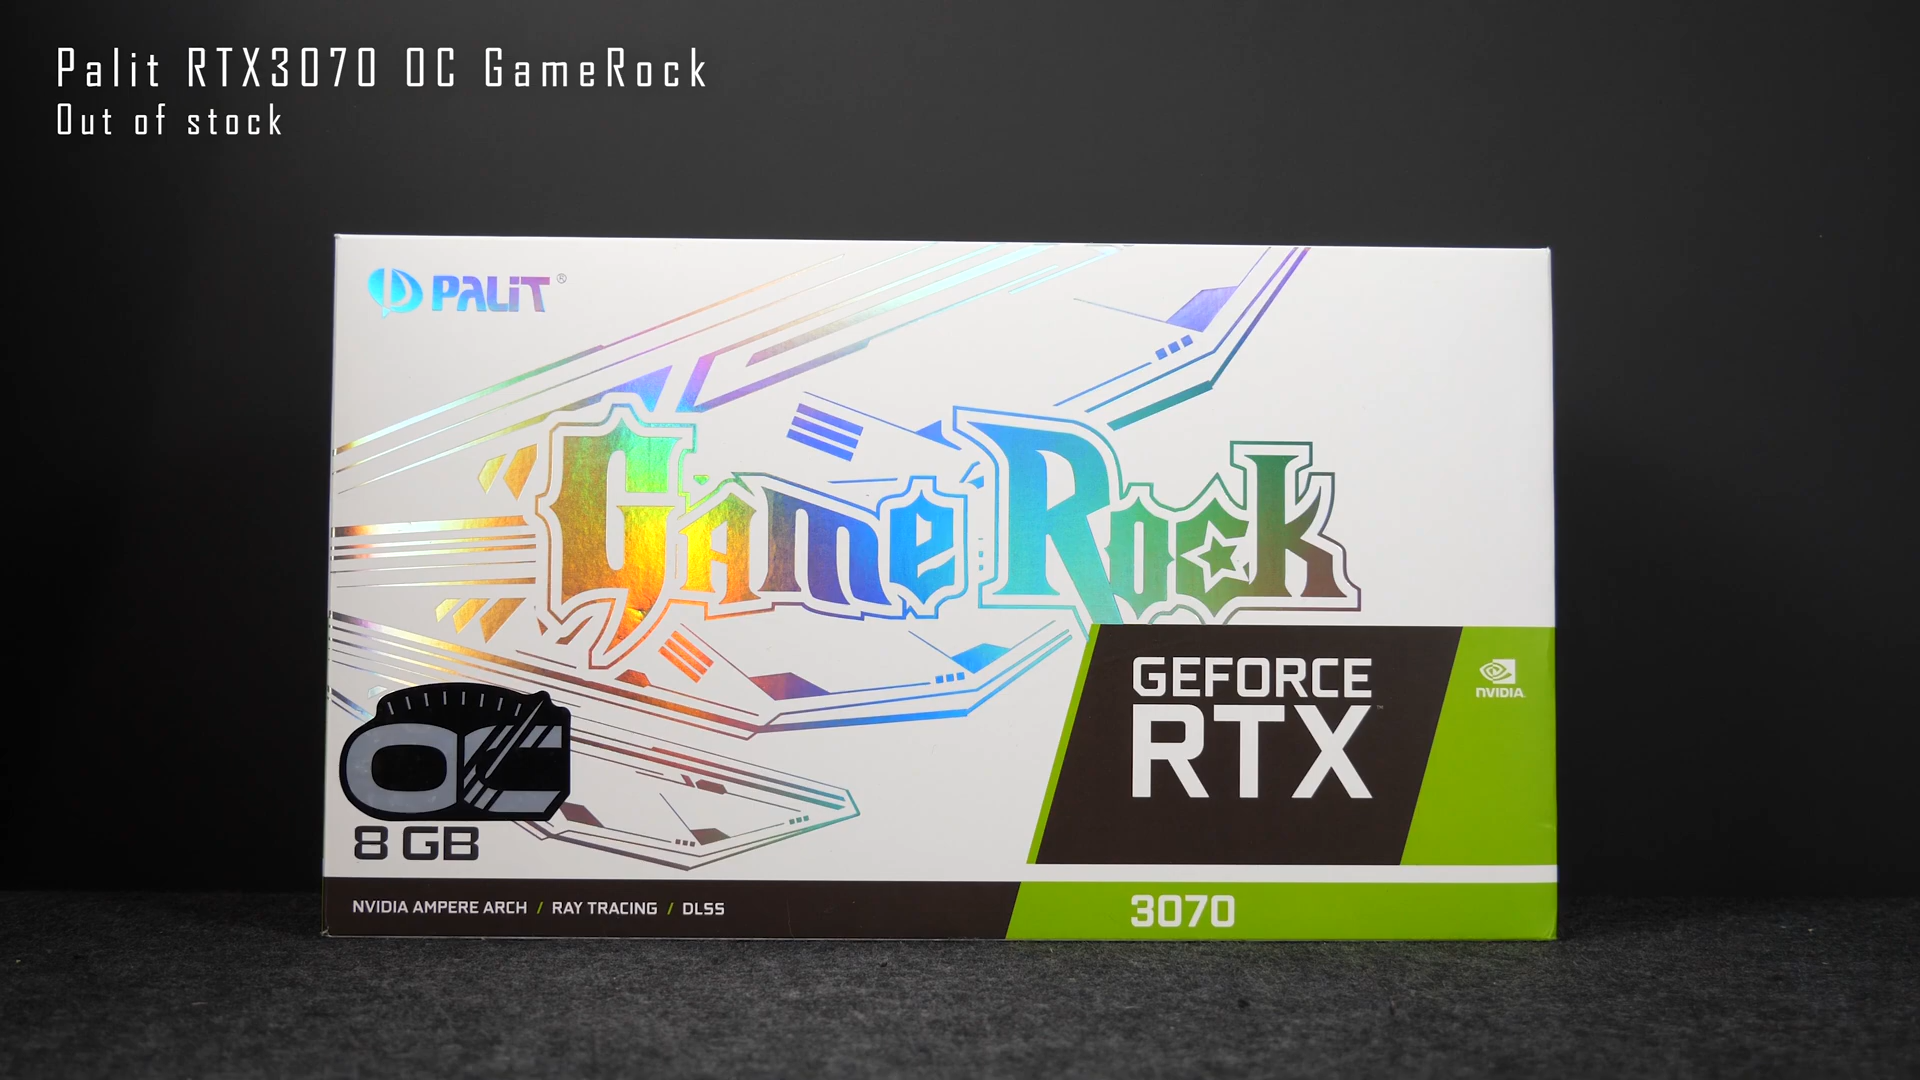 Palit RTX3070 OC GameRock
Out of stock
PALiT®
GameRock
GEFORCE
RTX™
NVIDIA
OC
8 GB
NVIDIA AMPERE ARCH / RAY TRACING / DLSS
3070